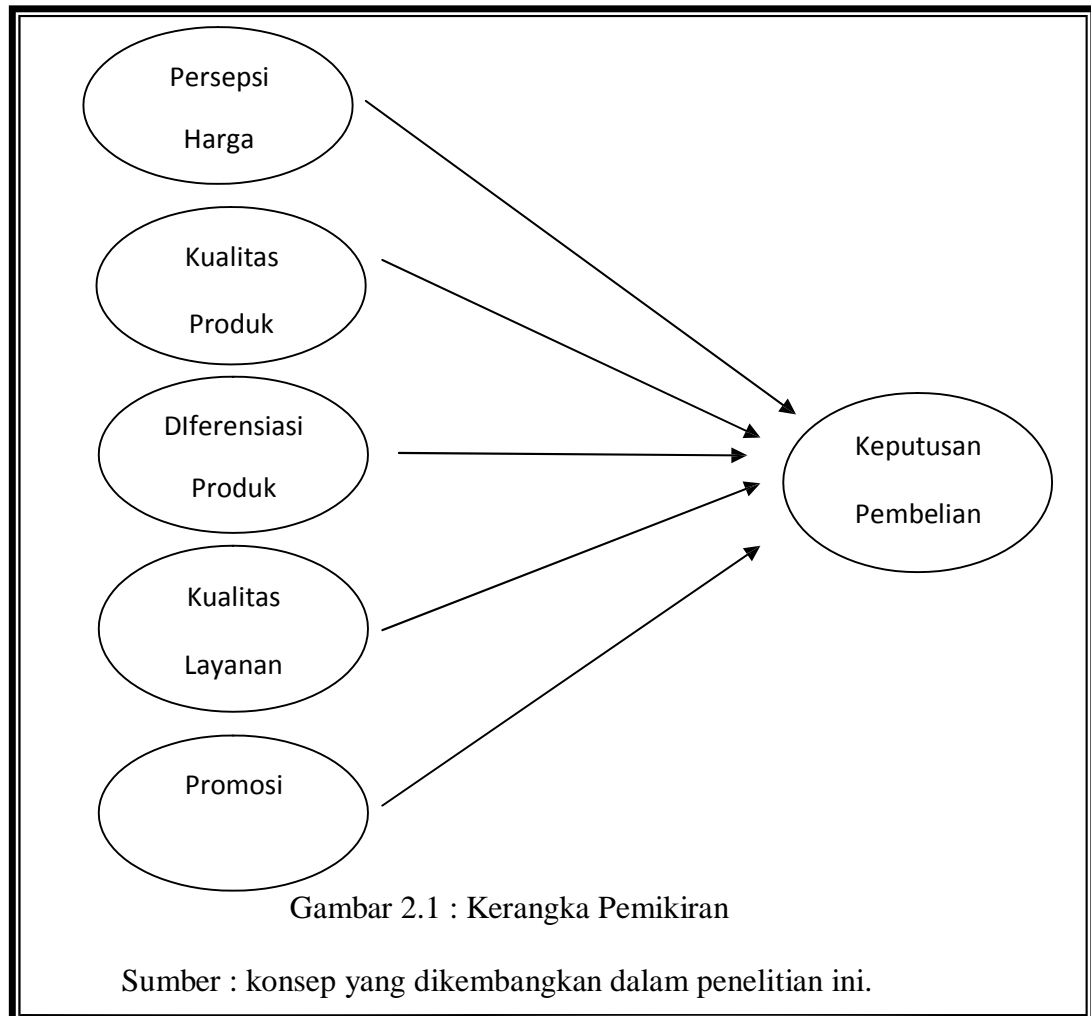 Persepsi
Harga
Kualitas
Produk
DIferensiasi
Produk
Kualitas
Layanan
Promosi
Keputusan
Pembelian
Gambar 2.1 : Kerangka Pemikiran
Sumber : konsep yang dikembangkan dalam penelitian ini.